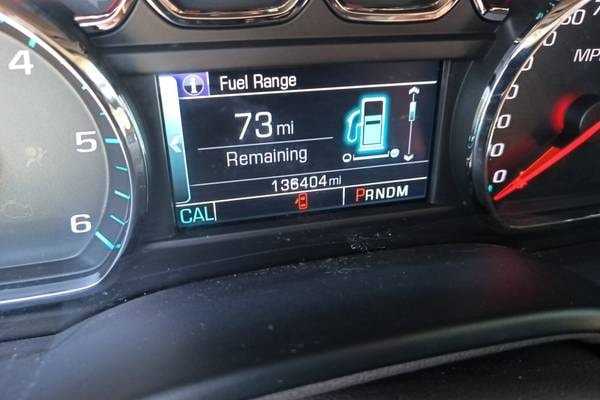 Fuel Range
73 mi
Remaining
136404 mi
CAL
PRNDM
4
5
6
MP